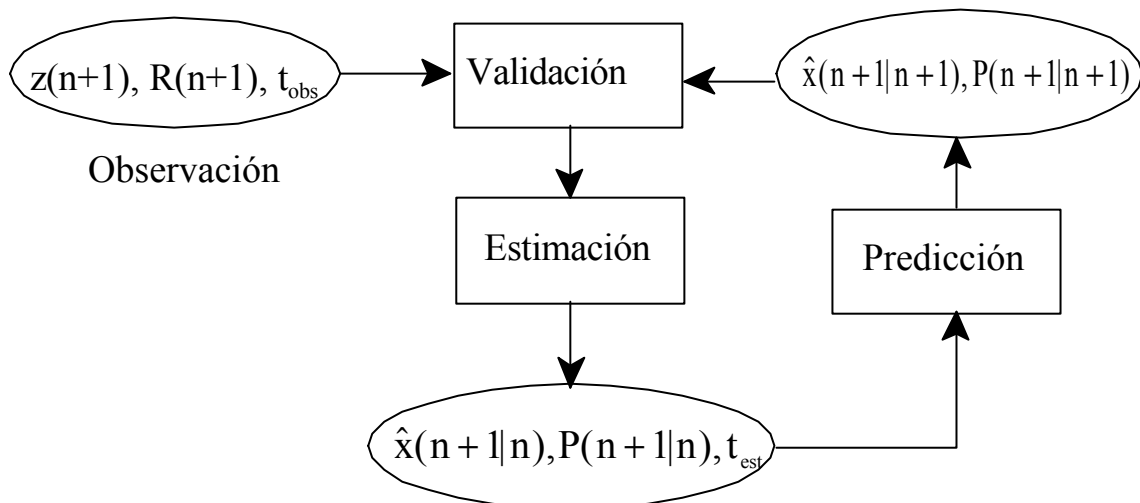 z(n+1), R(n+1), t_obs
Validación
x̂(n+1|n+1),P(n+1|n+1)
Observación
Estimación
Predicción
x̂(n+1|n),P(n+1|n),t_est